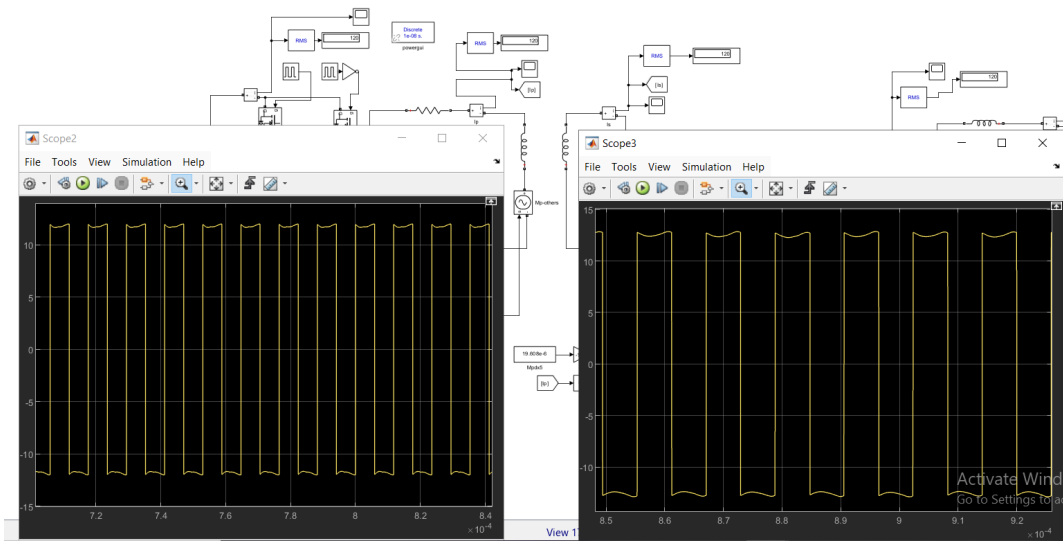 Discrete
1e-08 s.
powergui
RMS
120
RMS
120
[Ip]
Ip
RMS
120
[Is]
Is
RMS
120
Mp-others
19.608e-6
Mpds5
[Ip]
Scope2
File Tools View Simulation Help
10
5
0
-5
-10
-15
7.2 7.4 7.6 7.8 8 8.2 8.4
×10⁻⁴
Scope3
File Tools View Simulation Help
15
10
5
0
-5
-10
8.5 8.6 8.7 8.8 8.9 9 9.1 9.2
×10⁻⁴
Activate Wind
Go to Settings to a
View 1